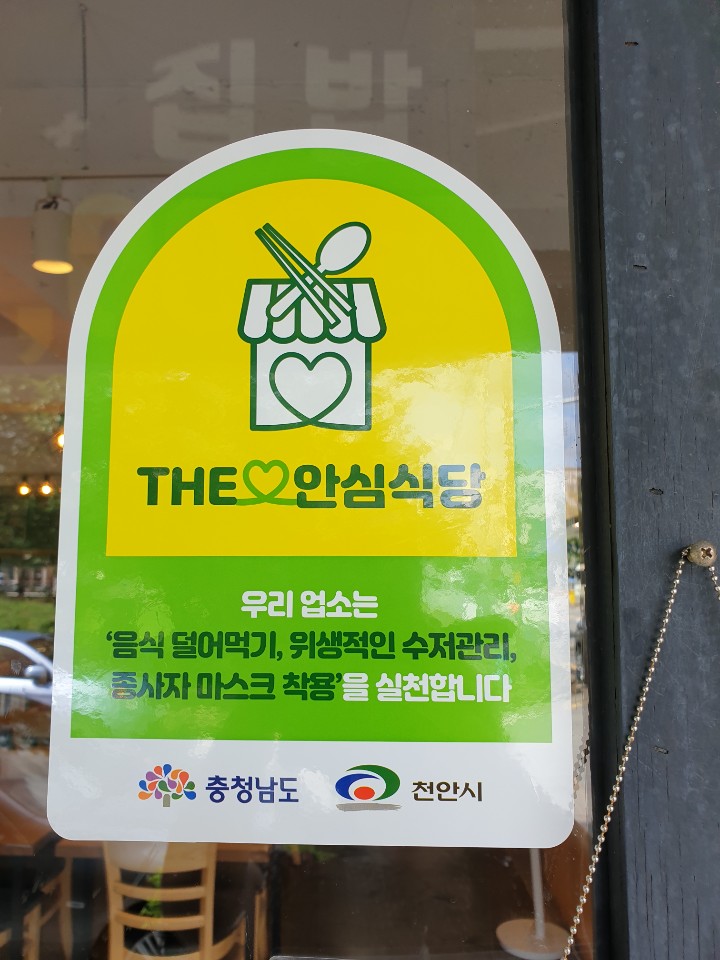 집밥
THE 안심식당
우리 업소는
‘음식 덜어먹기, 위생적인 수저관리,
종사자 마스크 착용’을 실천합니다
충청남도 천안시